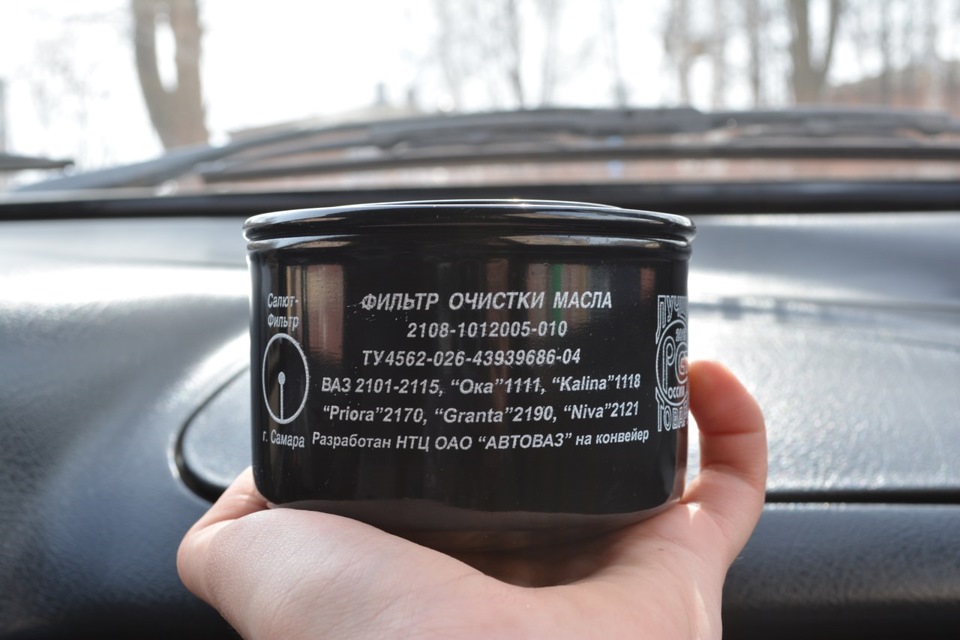 Салют-
Фильтр
г. Самара
ФИЛЬТР ОЧИСТКИ МАСЛА
2108-1012005-010
ТУ4562-026-43939686-04
ВАЗ 2101-2115, “Ока”1111, “Kalina”1118
“Priora”2170, “Granta”2190, “Niva”2121
Разработан НТЦ ОАО “АВТОВАЗ” на конвейер